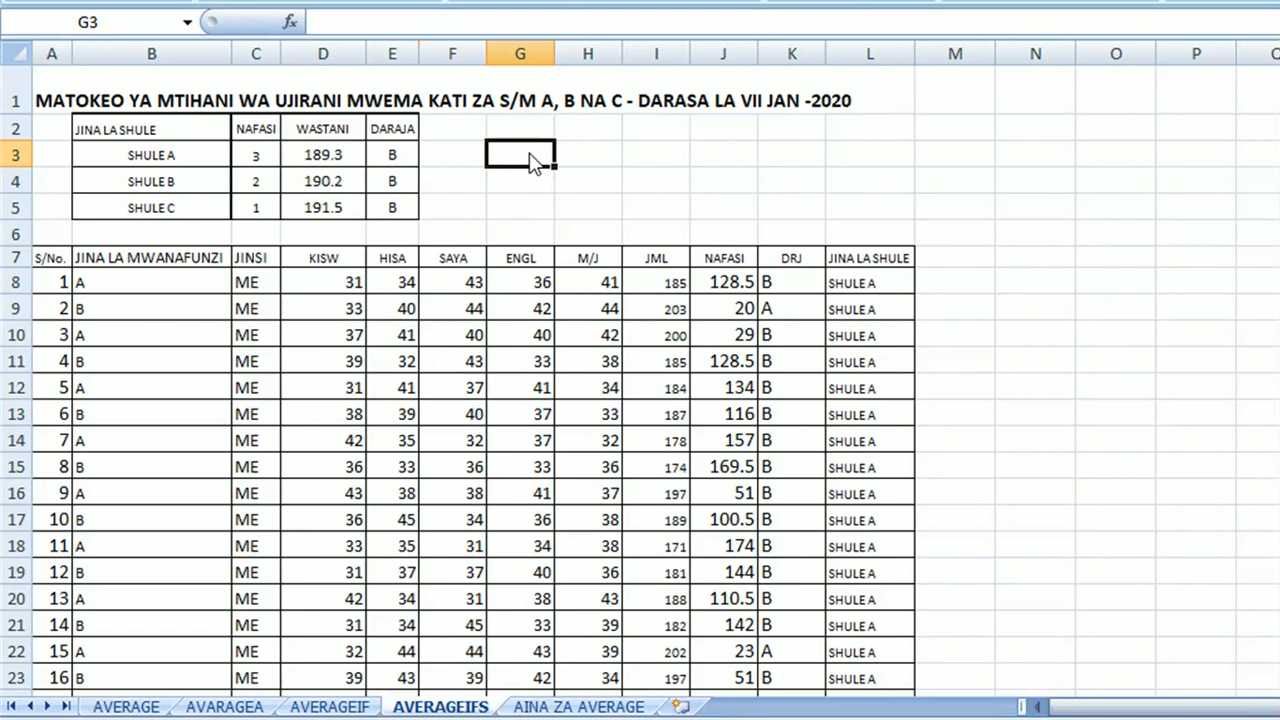 G3 fx
A B C D E F G H I J K L M N O P Q
1 MATOKEO YA MTIHANI WA UJIRANI MWEMA KATI ZA S/M A, B NA C - DARASA LA VII JAN -2020
2 JINA LA SHULE NAFASI WASTANI DARAJA
3 SHULE A 3 189.3 B
4 SHULE B 2 190.2 B
5 SHULE C 1 191.5 B
6
7 S/No. JINA LA MWANAFUNZI JINSI KISW HISA SAYA ENGL M/J JML NAFASI DRJ JINA LA SHULE
8 1 A ME 31 34 43 36 41 185 128.5 B SHULE A
9 2 B ME 33 40 44 42 44 203 20 A SHULE A
10 3 A ME 37 41 40 40 42 200 29 B SHULE A
11 4 B ME 39 32 43 33 38 185 128.5 B SHULE A
12 5 A ME 31 41 37 41 34 184 134 B SHULE A
13 6 B ME 38 39 40 37 33 187 116 B SHULE A
14 7 A ME 42 35 32 37 32 178 157 B SHULE A
15 8 B ME 36 33 36 33 36 174 169.5 B SHULE A
16 9 A ME 43 38 38 41 37 197 51 B SHULE A
17 10 B ME 36 45 34 36 38 189 100.5 B SHULE A
18 11 A ME 33 35 31 34 38 171 174 B SHULE A
19 12 B ME 31 37 37 40 36 181 144 B SHULE A
20 13 A ME 42 34 31 38 43 188 110.5 B SHULE A
21 14 B ME 31 34 45 33 39 182 142 B SHULE A
22 15 A ME 32 44 44 43 39 202 23 A SHULE A
23 16 B ME 39 43 39 42 34 197 51 B SHULE A
AVERAGE AVARAGEA AVERAGEIF AVERAGEIFS AINA ZA AVERAGE